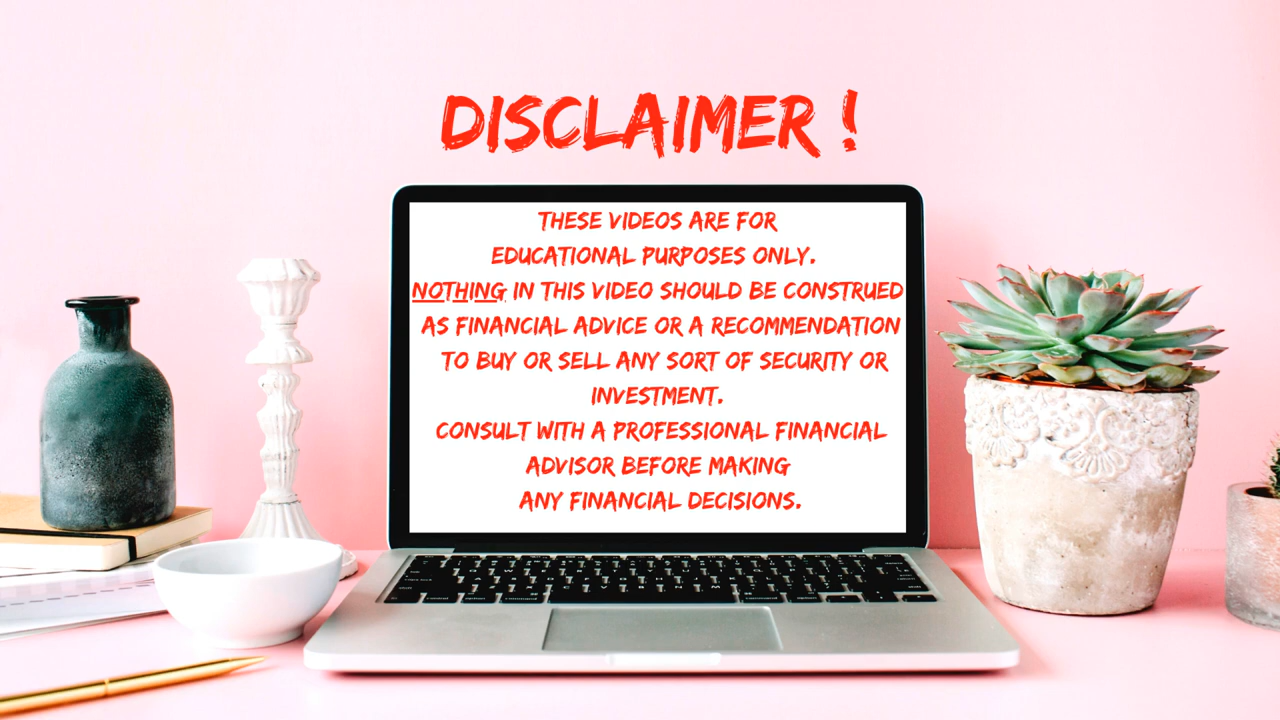 DISCLAIMER !
THESE VIDEOS ARE FOR
EDUCATIONAL PURPOSES ONLY.
NOTHING IN THIS VIDEO SHOULD BE CONSTRUED
AS FINANCIAL ADVICE OR A RECOMMENDATION
TO BUY OR SELL ANY SORT OF SECURITY OR
INVESTMENT.
CONSULT WITH A PROFESSIONAL FINANCIAL
ADVISOR BEFORE MAKING
ANY FINANCIAL DECISIONS.